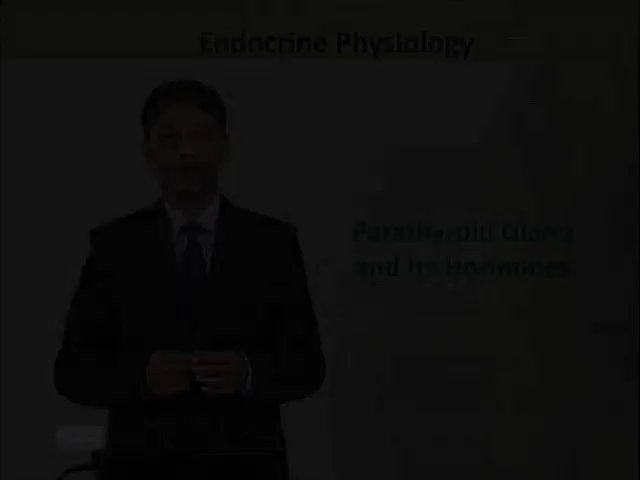 Endocrine Physiology
Parathyroid Gland
and Its Hormones